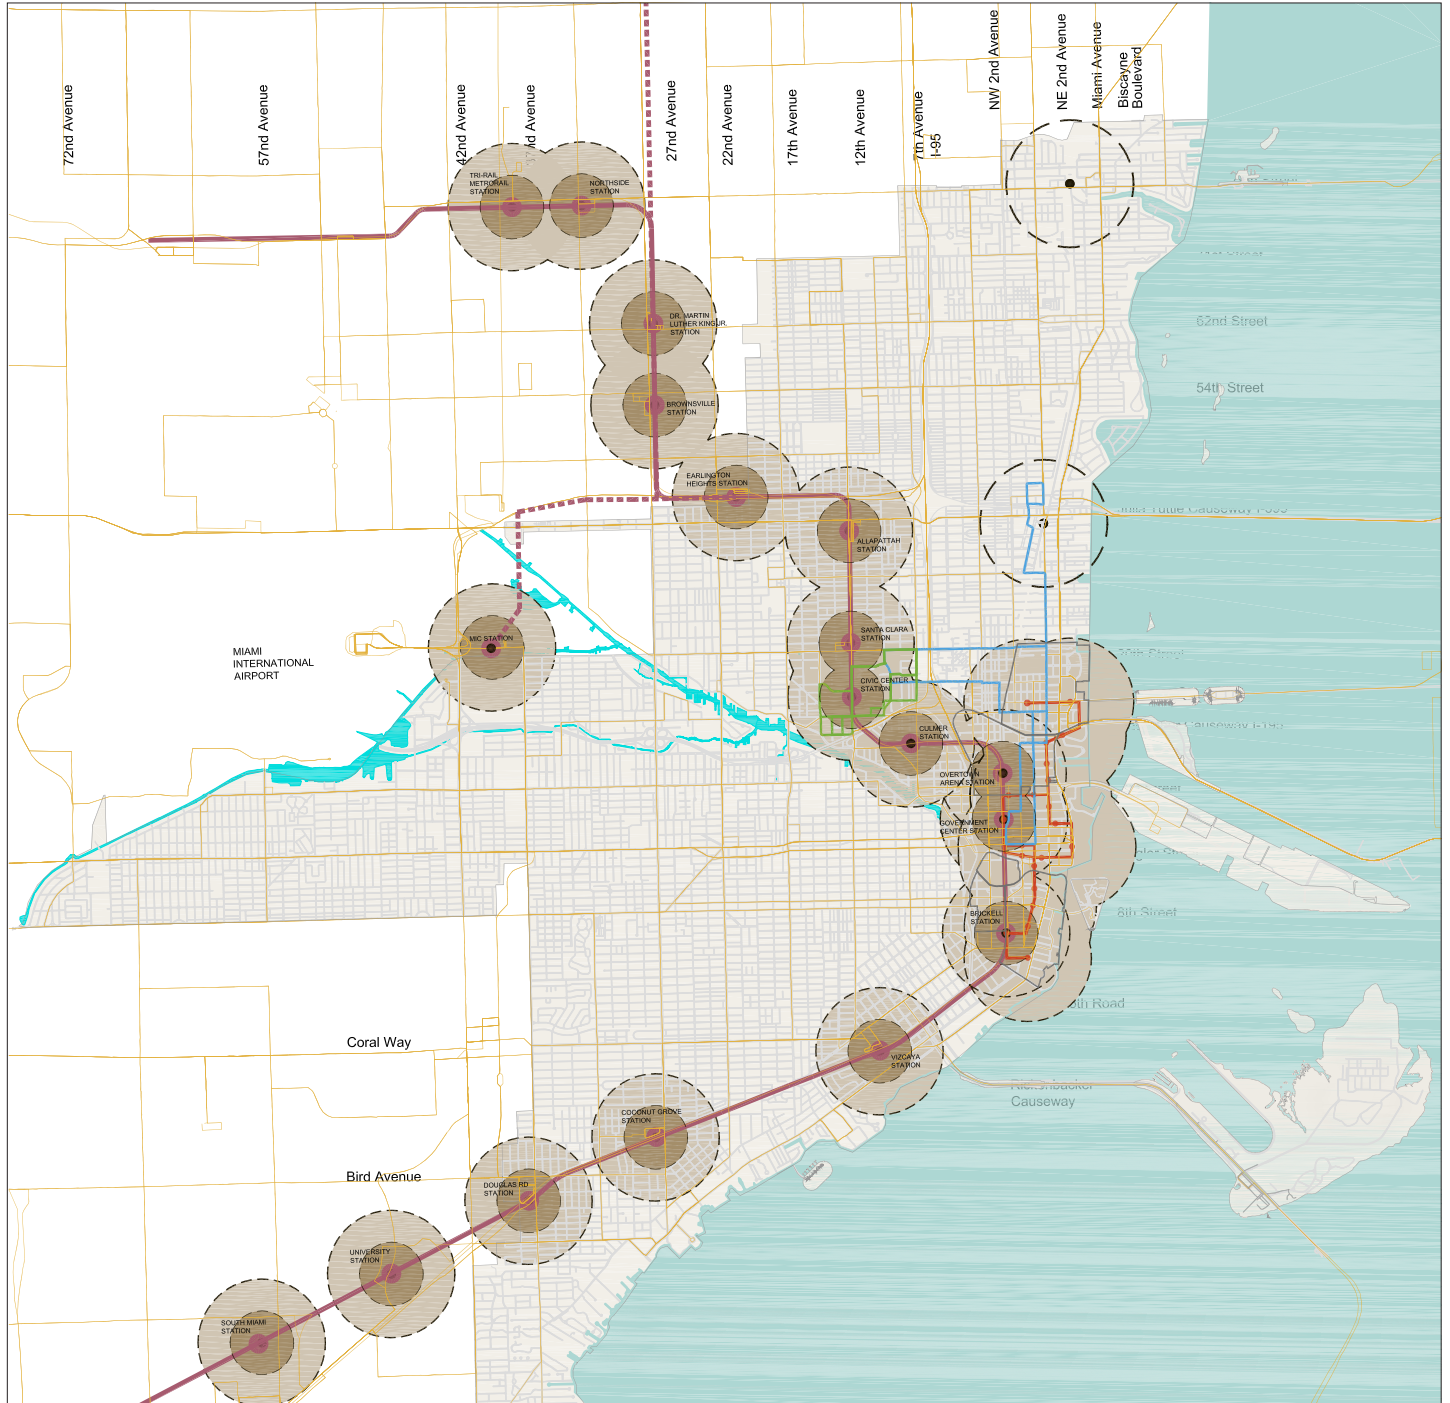 72nd Avenue
57nd Avenue
42nd Avenue
27nd Avenue
22nd Avenue
17th Avenue
12th Avenue
7th Avenue
I-95
NW 2nd Avenue
NE 2nd Avenue
Miami Avenue
Biscayne
Boulevard
TRI-RAIL
METRORAIL
STATION
NORTHSIDE
STATION
DR. MARTIN
LUTHER KING JR.
STATION
62nd Street
54th Street
BROWNSVILLE
STATION
EARLINGTON
HEIGHTS STATION
Tuttle Causeway
ALLAPATTAH
STATION
MIC STATION
MIAMI
INTERNATIONAL
AIRPORT
SANTA CLARA
STATION
CIVIC CENTER
STATION
CULMER
STATION
OVERTOWN
ARENA STATION
GOVERNMENT
CENTER STATION
BRICKELL
STATION
8th Street
Road
Coral Way
VIZCAYA
STATION
Causeway
COCONUT GROVE
STATION
Bird Avenue
DOUGLAS RD
STATION
UNIVERSITY
STATION
SOUTH MIAMI
STATION